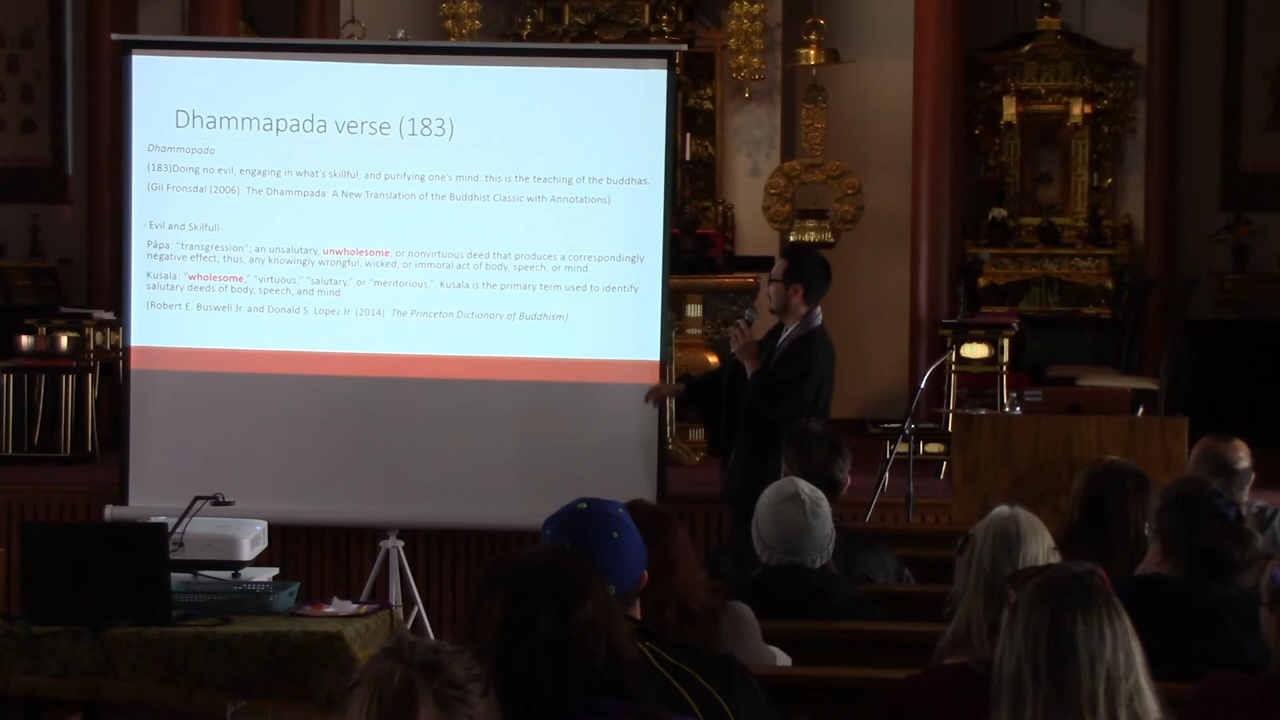 Dhammapada verse (183)
Dhammapada
(183)Doing no evil, engaging in what's skillful, and purifying one's mind: this is the teaching of the buddhas.
(Gil Fronsdal (2006): The Dhammpada: A New Translation of the Buddhist Classic with Annotations)
- Evil and Skilfull-
Pāpa: "transgression"; an unsalutary, unwholesome, or nonvirtuous deed that produces a correspondingly
negative effect; thus, any knowingly wrongful, wicked, or immoral act of body, speech, or mind.
Kusala: "wholesome," "virtuous," "salutary," or "meritorious." Kusala is the primary term used to identify
salutary deeds of body, speech, and mind
(Robert E. Buswell Jr. and Donald S. Lopez Jr. (2014): The Princeton Dictionary of Buddhism)